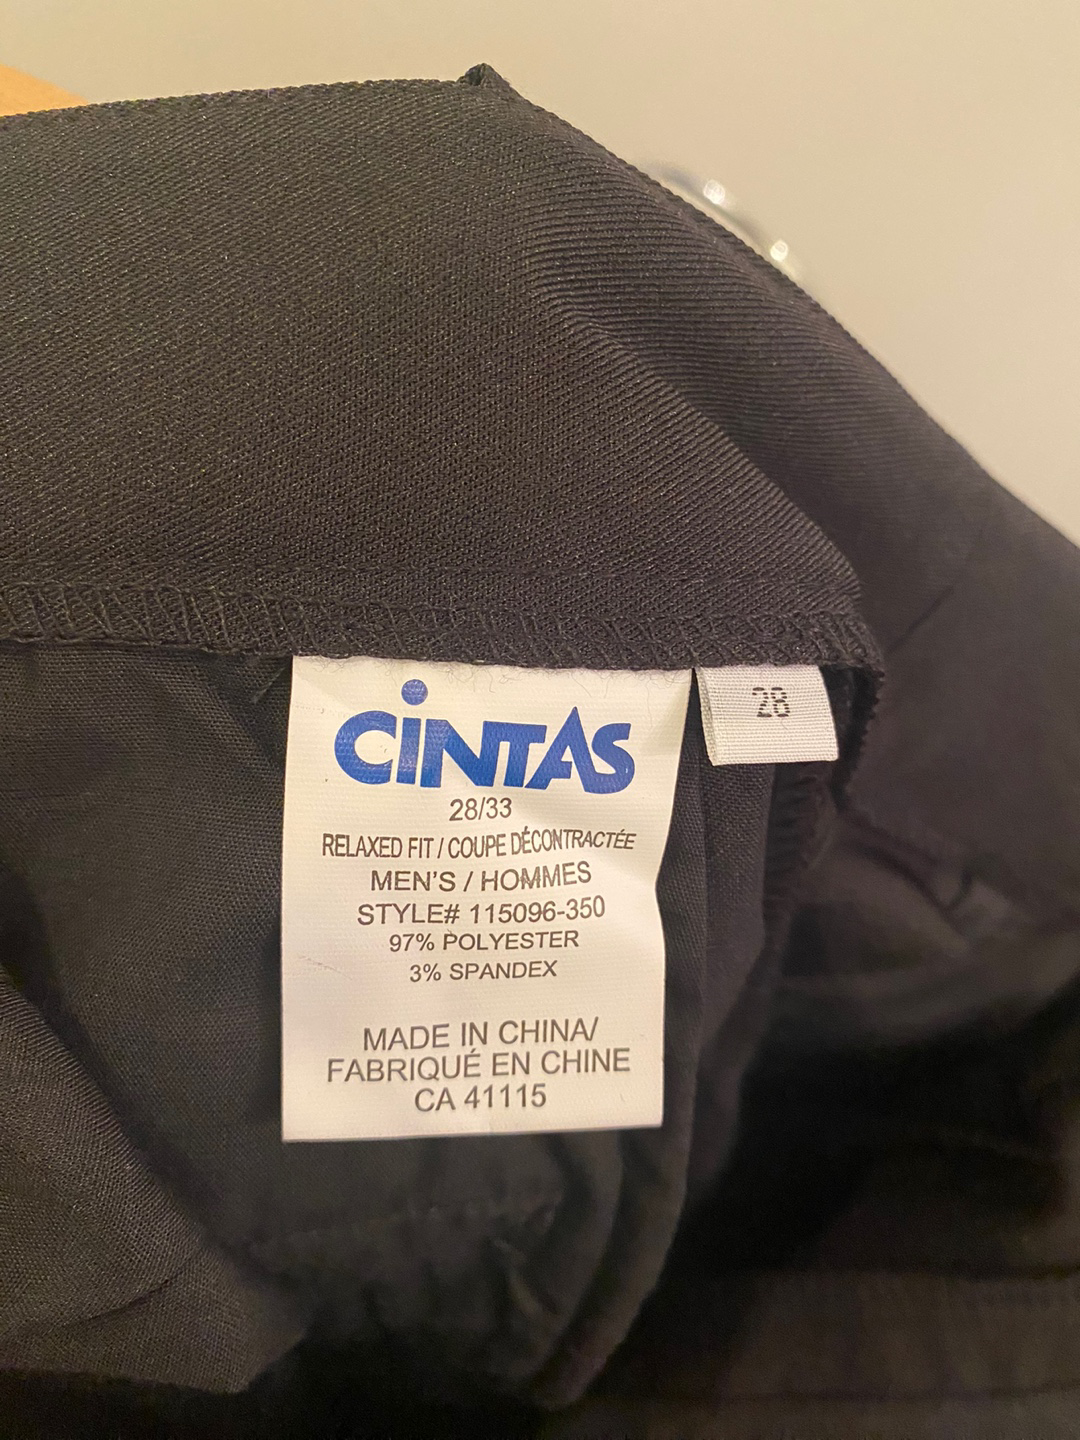 CINTAS
28
28/33
RELAXED FIT / COUPE DÉCONTRACTÉE
MEN'S / HOMMES
STYLE# 115096-350
97% POLYESTER
3% SPANDEX
MADE IN CHINA/
FABRIQUÉ EN CHINE
CA 41115